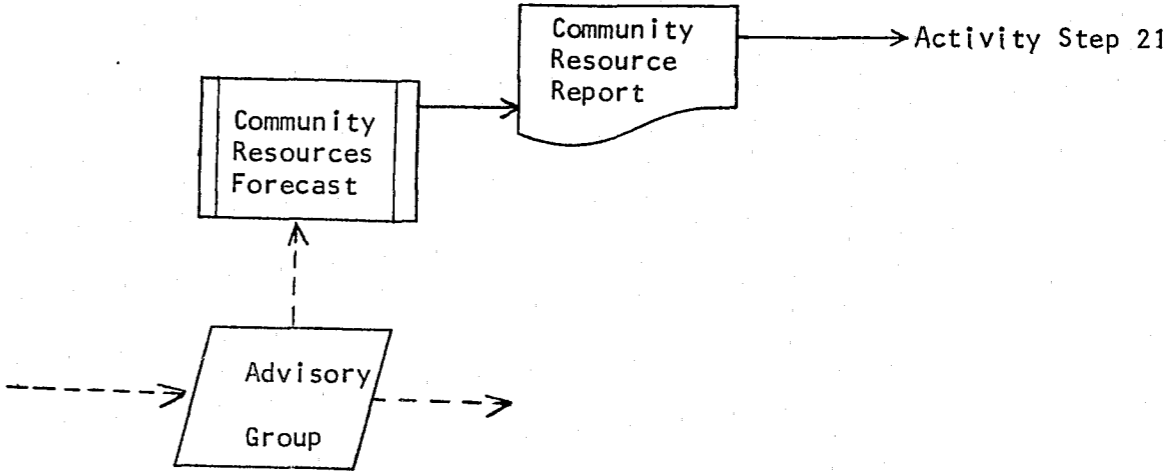 Community
Resource
Report
Activity Step 21
Community
Resources
Forecast
Advisory
Group